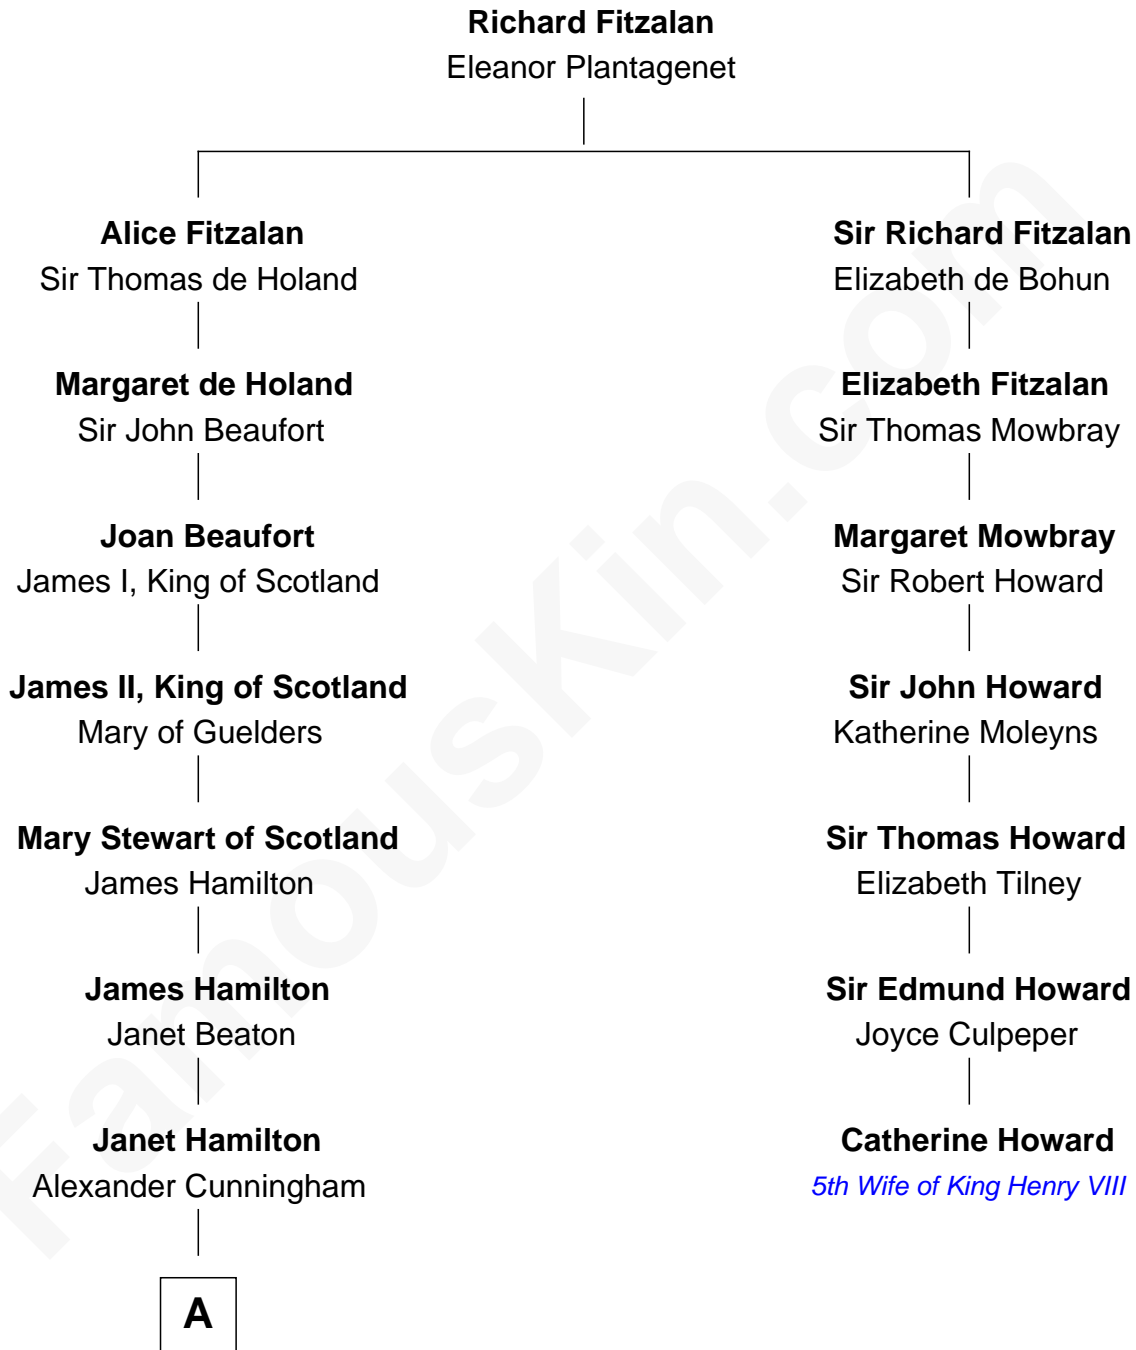 Richard Fitzalan
Eleanor Plantagenet
Alice Fitzalan
Sir Thomas de Holand
Margaret de Holand
Sir John Beaufort
Joan Beaufort
James I, King of Scotland
James II, King of Scotland
Mary of Guelders
Mary Stewart of Scotland
James Hamilton
James Hamilton
Janet Beaton
Janet Hamilton
Alexander Cunningham
A
Sir Richard Fitzalan
Elizabeth de Bohun
Elizabeth Fitzalan
Sir Thomas Mowbray
Margaret Mowbray
Sir Robert Howard
Sir John Howard
Katherine Moleyns
Sir Thomas Howard
Elizabeth Tilney
Sir Edmund Howard
Joyce Culpeper
Catherine Howard
5th Wife of King Henry VIII
FamousKin.com